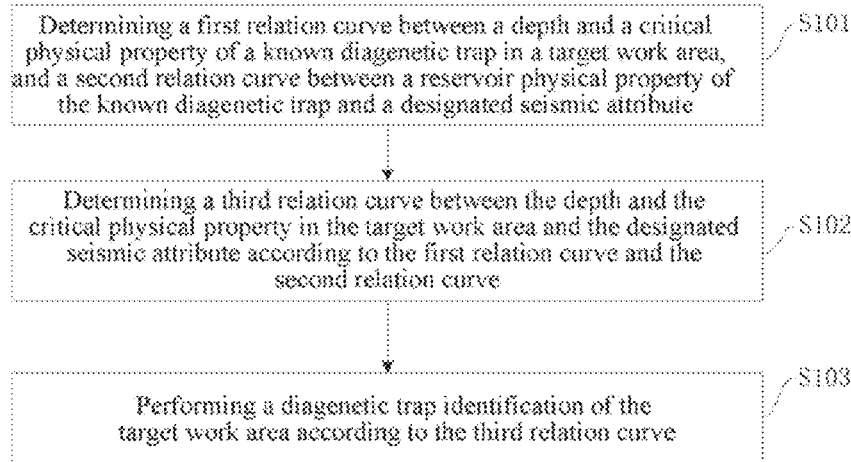 Determining a first relation curve between a depth and a critical
physical property of a known diagenetic trap in a target work area,
and a second relation curve between a reservoir physical property of
the known diagenetic trap and a designated seismic attribute
S101
Determining a third relation curve between the depth and the
critical physical property in the target work area and the designated
seismic attribute according to the first relation curve and the
second relation curve
S102
Performing a diagenetic trap identification of the
target work area according to the third relation curve
S103